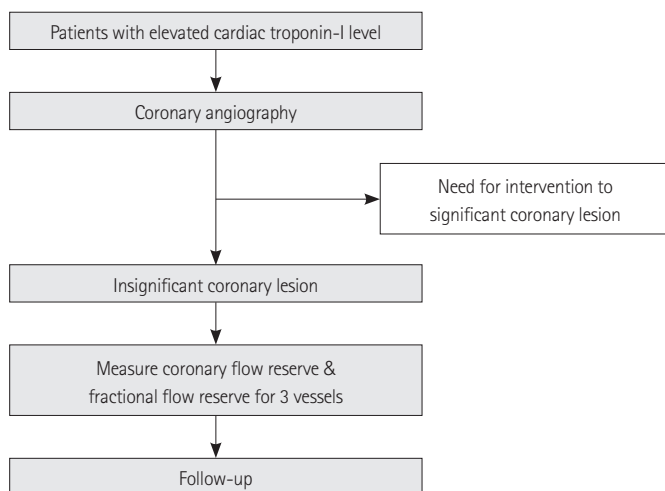 Patients with elevated cardiac troponin-I level
Coronary angiography
Need for intervention to
significant coronary lesion
Insignificant coronary lesion
Measure coronary flow reserve &
fractional flow reserve for 3 vessels
Follow-up